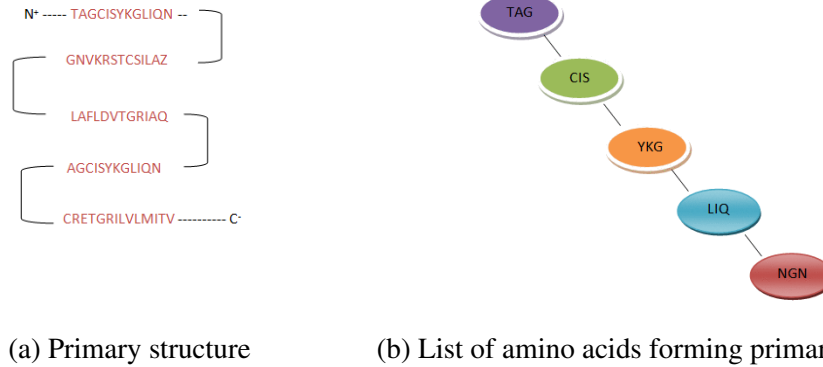 N+ ----- TAGCISYKGLIQN --
GNVKRSTCSILAZ
LAFLDVTGRIAQ
AGCISYKGLIQN
CRETGRILVLMITV ---------- C-
TAG
CIS
YKG
LIQ
NGN
(a) Primary structure
(b) List of amino acids forming primar